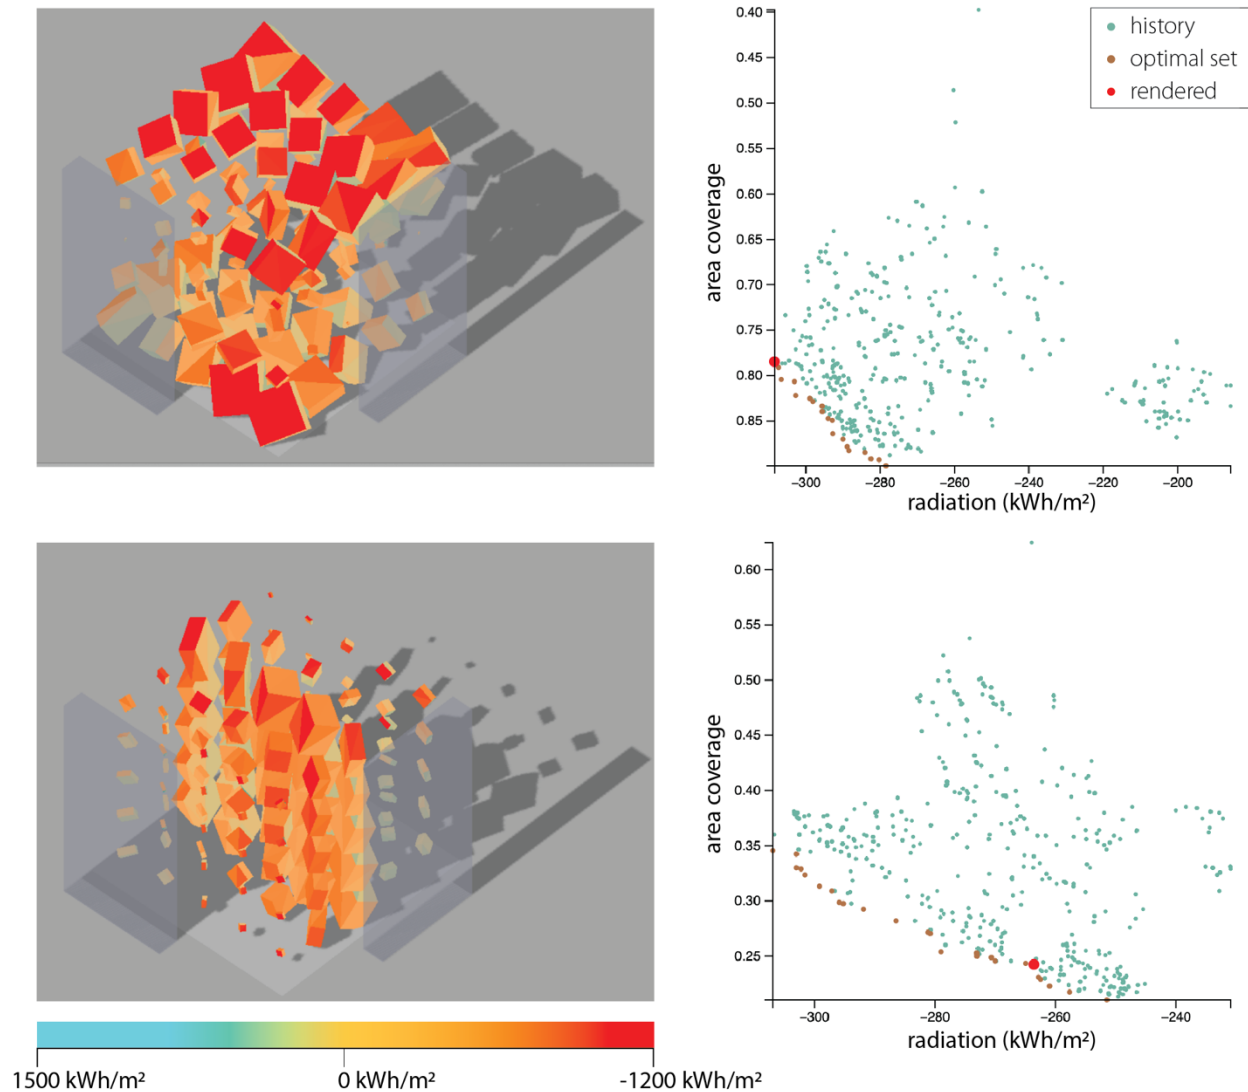 history
optimal set
rendered
0.40
0.45
0.50
0.55
0.60
0.65
0.70
0.75
0.80
0.85
area coverage
−300
−280
−260
−240
−220
−200
radiation (kWh/m²)
0.60
0.55
0.50
0.45
0.40
0.35
0.30
0.25
area coverage
−300
−280
−260
−240
radiation (kWh/m²)
1500 kWh/m²
0 kWh/m²
-1200 kWh/m²